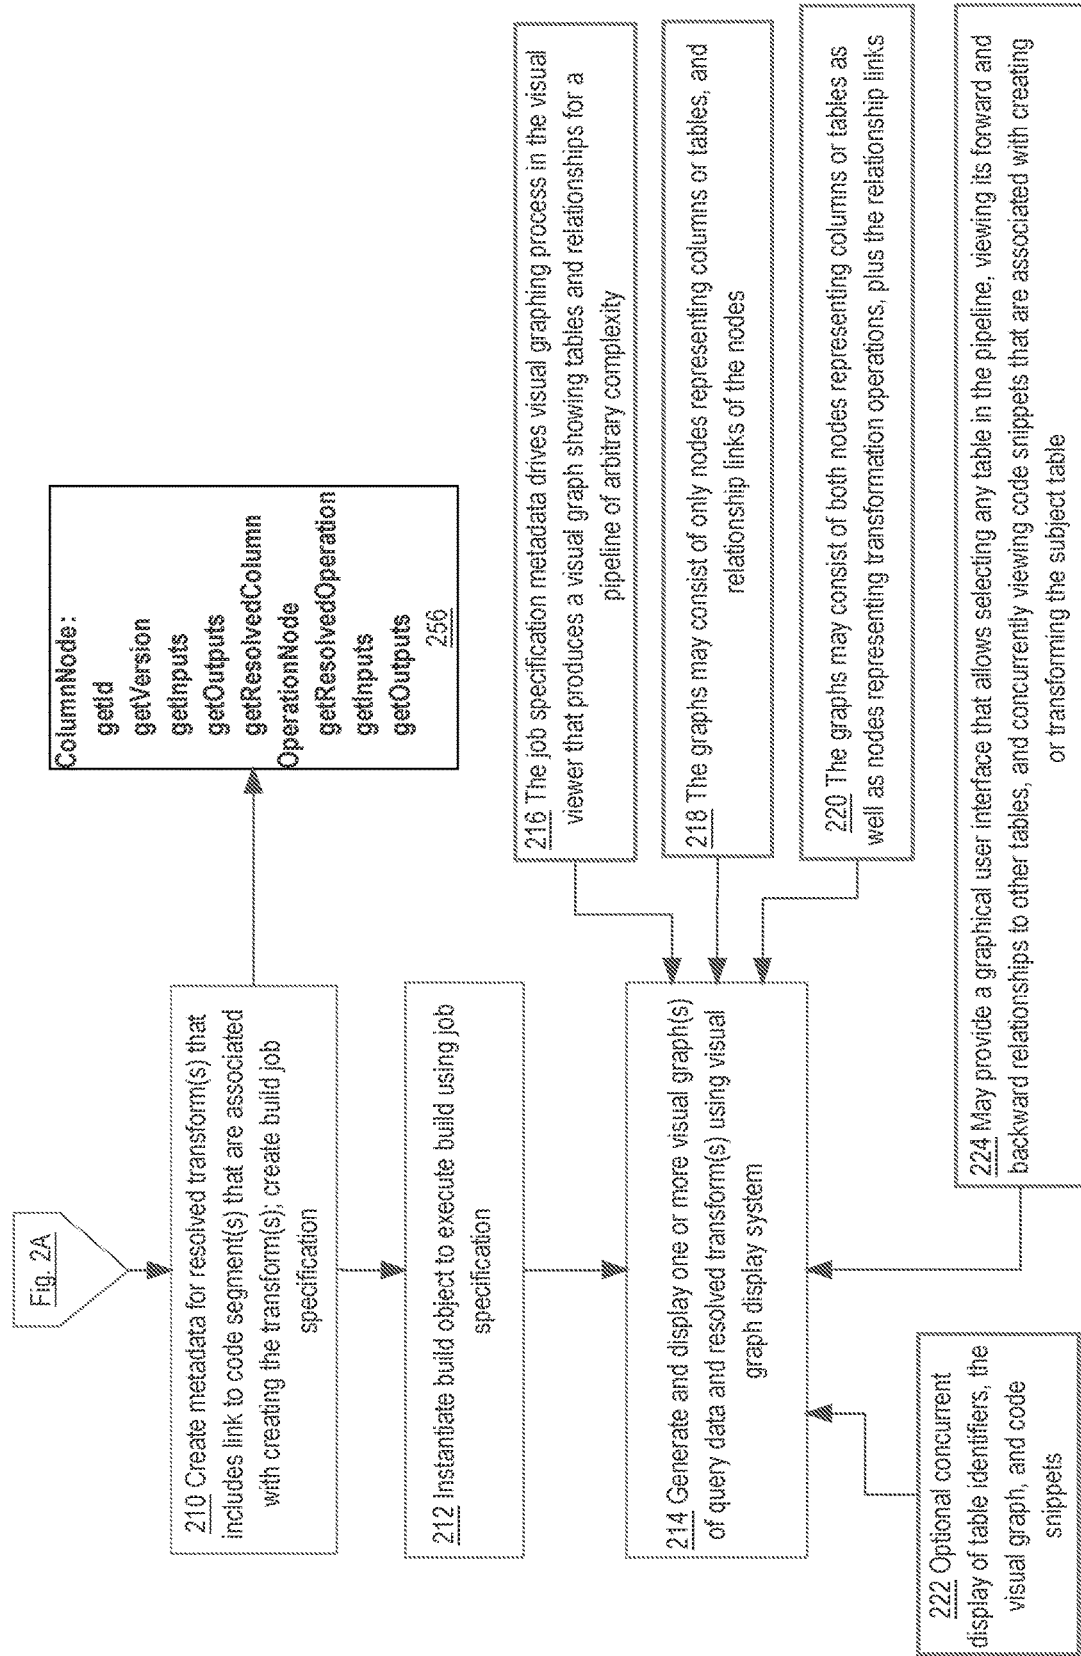 Fig. 2A
210 Create metadata for resolved transform(s) that
includes link to code segment(s) that are associated
with creating the transform(s); create build job
specification
ColumnNode:
getId
getVersion
getInputs
getOutputs
getResolvedColumn
OperationNode
getResolvedOperation
getInputs
getOutputs
256
212 Instantiate build object to execute build using job
specification
214 Generate and display one or more visual graph(s)
of query data and resolved transform(s) using visual
graph display system
216 The job specification metadata drives visual graphing process in the visual
viewer that produces a visual graph showing tables and relationships for a
pipeline of arbitrary complexity
218 The graphs may consist of only nodes representing columns or tables, and
relationship links of the nodes
220 The graphs may consist of both nodes representing columns or tables as
well as nodes representing transformation operations, plus the relationship links
222 Optional concurrent
display of table identifiers, the
visual graph, and code
snippets
224 May provide a graphical user interface that allows selecting any table in the pipeline, viewing its forward and
backward relationships to other tables, and concurrently viewing code snippets that are associated with creating
or transforming the subject table